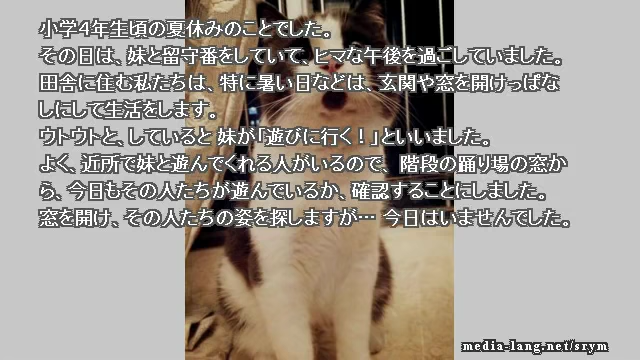 小学4年生頃の夏休みのことでした。
その日は、妹と留守番をしていて、ヒマな午後を過ごしていました。
田舎に住む私たちは、特に暑い日などは、玄関や窓を開けっぱな
しにして生活をします。
ウトウトと、していると 妹が「遊びに行く！」といいました。
よく、近所で妹と遊んでくれる人がいるので、 階段の踊り場の窓か
ら、今日もその人たちが遊んでいるか、確認することにしました。
窓を開け、その人たちの姿を探しますが… 今日はいませんでした。
media-lang.net/srym